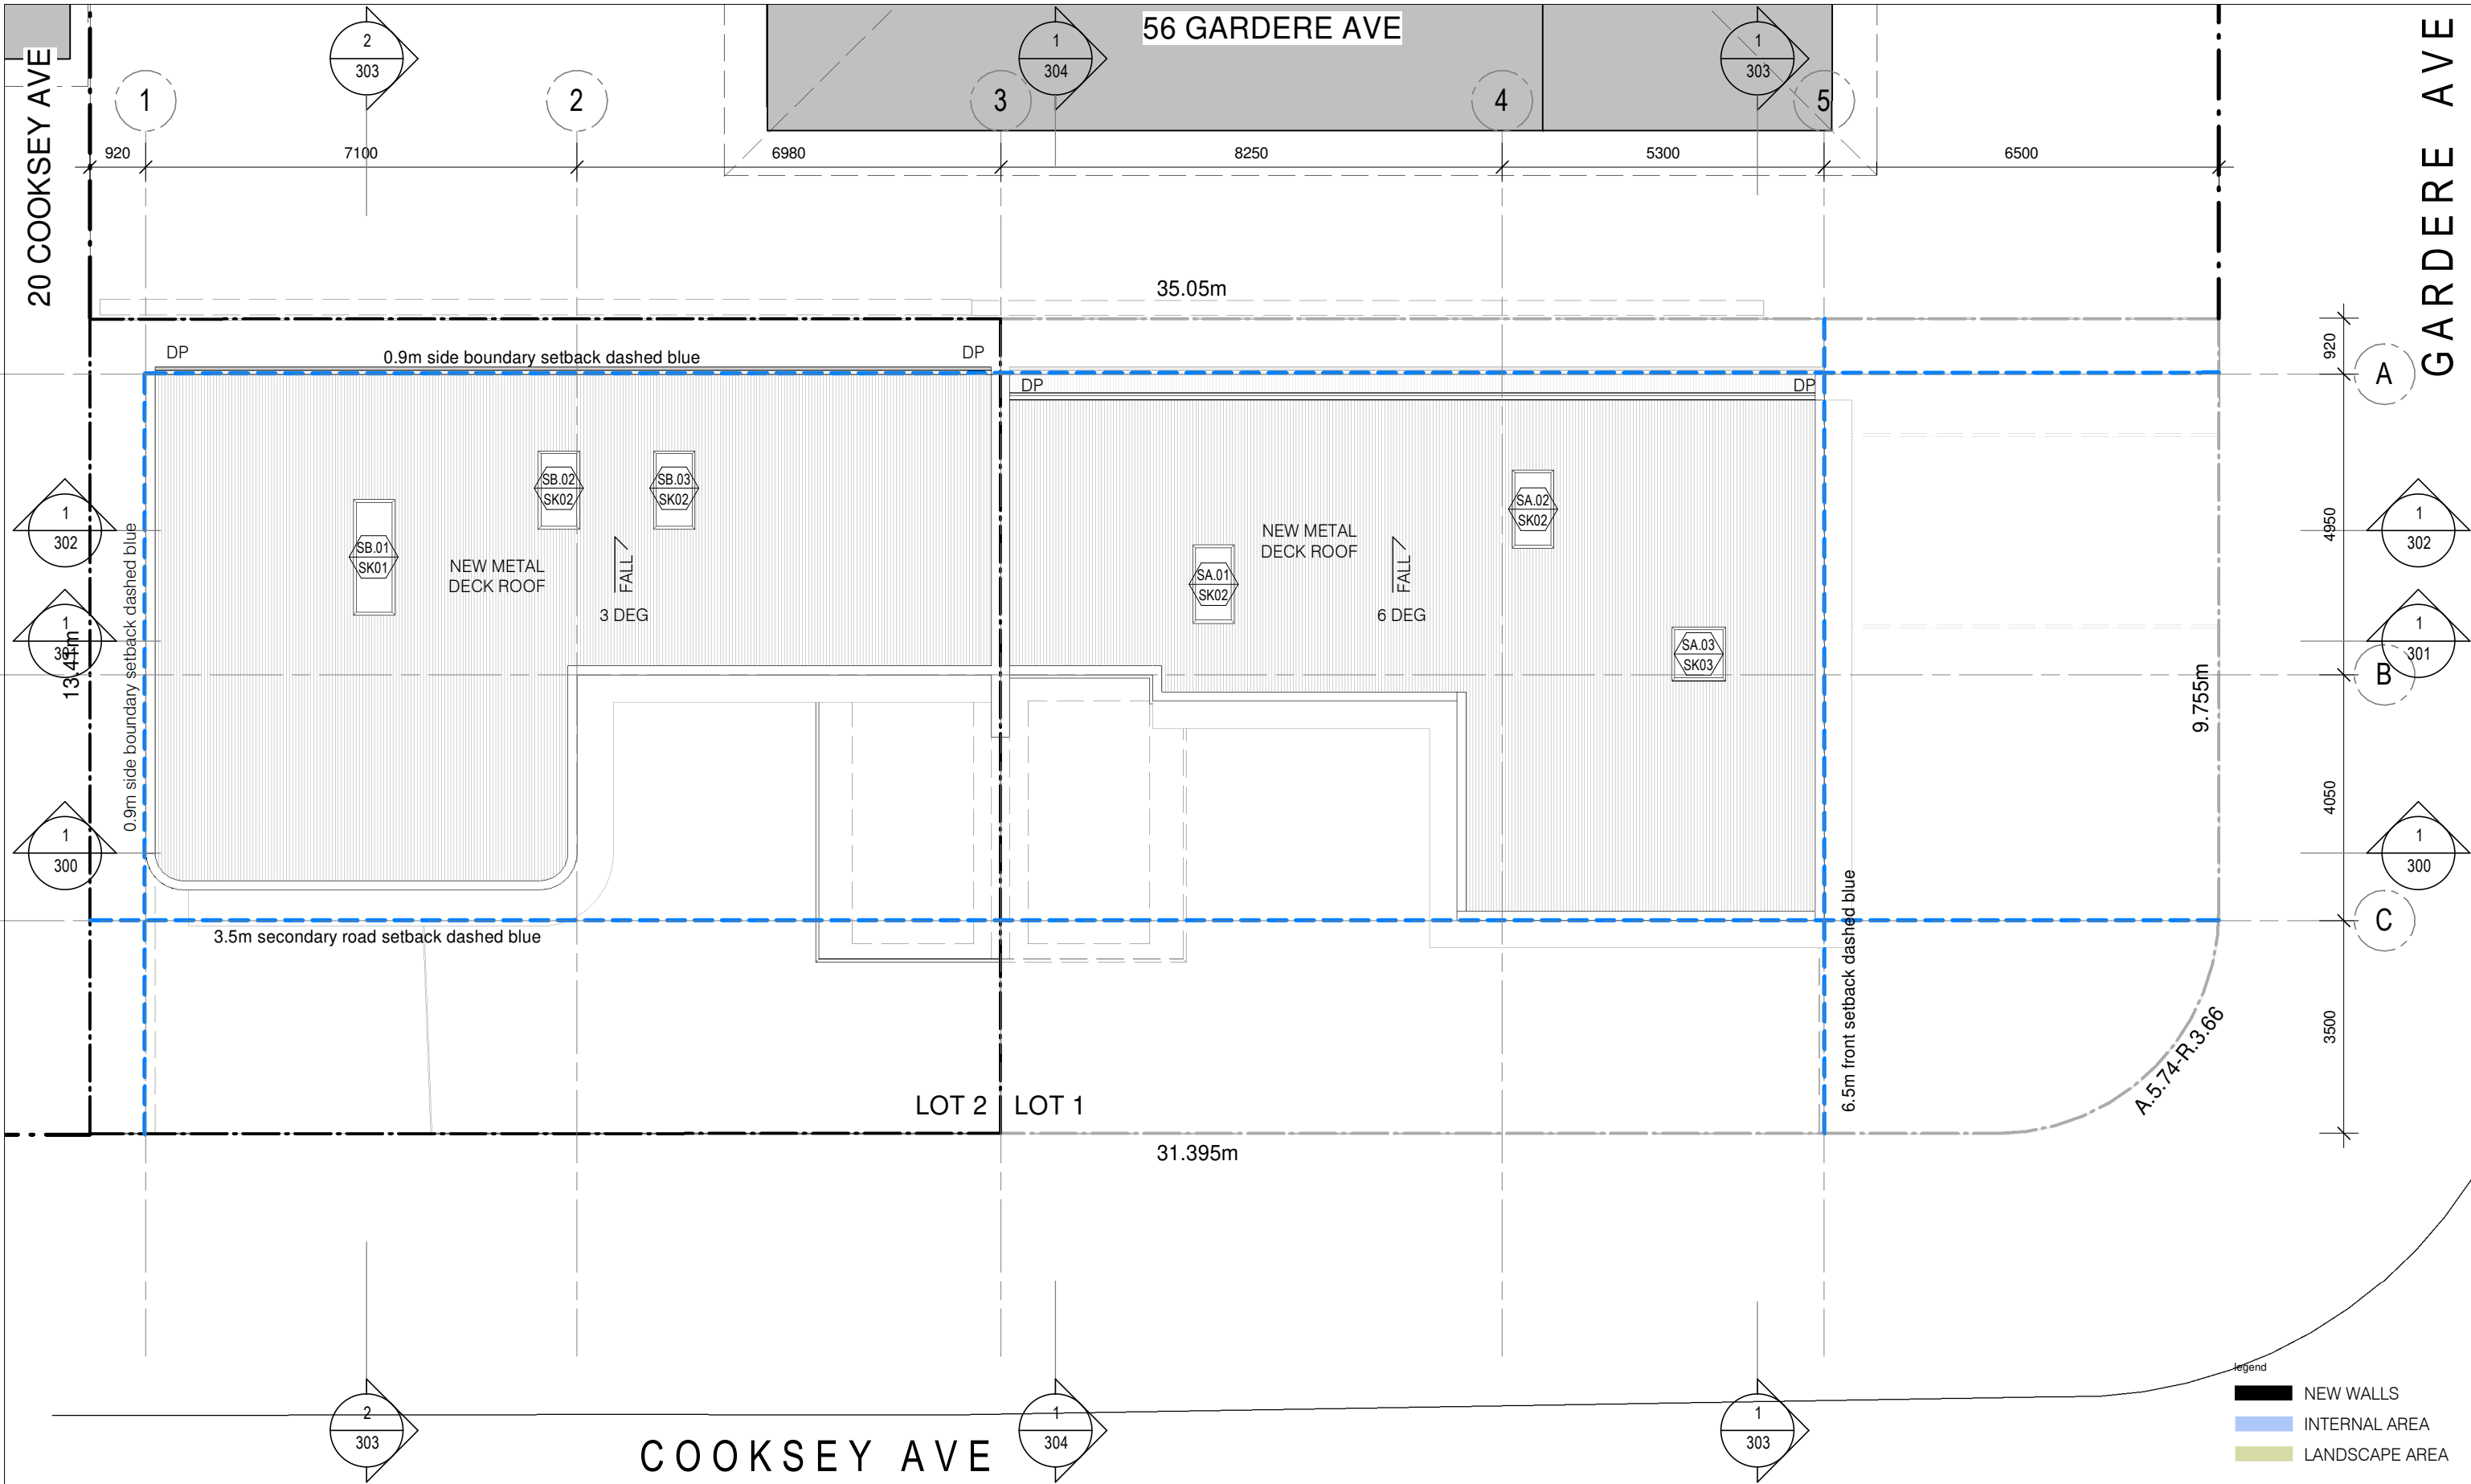 56 GARDERE AVE
20 COOKSEY AVE
GARDERE AVE
2
303
1
304
1
303
1
2
3
4
5
920
7100
6980
8250
5300
6500
35.05m
DP
0.9m side boundary setback dashed blue
DP
DP
DP
920
A
SB.02
SK02
SB.03
SK02
SA.02
SK02
SB.01
SK01
NEW METAL
DECK ROOF
FALL
3 DEG
NEW METAL
DECK ROOF
SA.01
SK02
FALL
6 DEG
SA.03
SK03
1
302
1
301
13.41m
0.9m side boundary setback dashed blue
1
300
4950
1
302
1
301
B
9.755m
4050
1
300
C
3.5m secondary road setback dashed blue
6.5m front setback dashed blue
3500
A.5.74-R.3.66
LOT 2
LOT 1
31.395m
2
303
1
304
1
303
COOKSEY AVE
legend
NEW WALLS
INTERNAL AREA
LANDSCAPE AREA